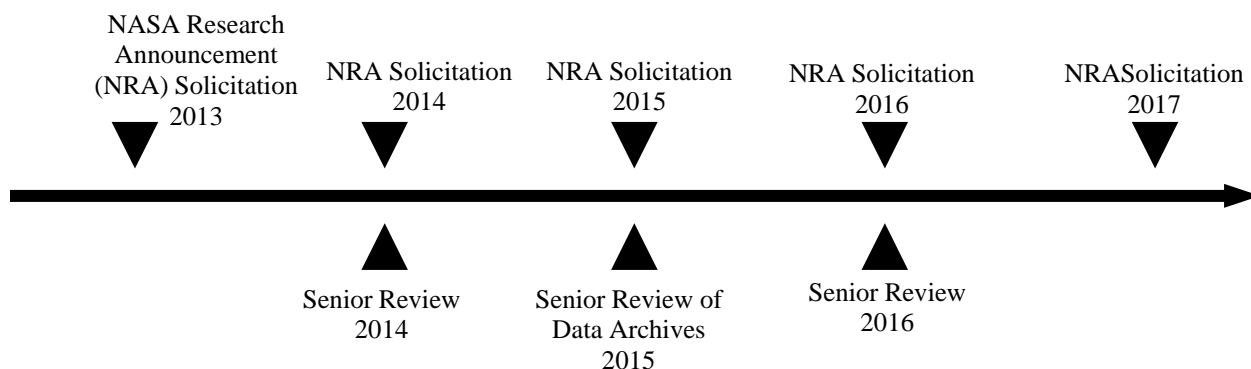 NASA Research
Announcement
(NRA) Solicitation
2013
NRA Solicitation
2014
NRA Solicitation
2015
NRA Solicitation
2016
NRASolicitation
2017
Senior Review
2014
Senior Review of
Data Archives
2015
Senior Review
2016